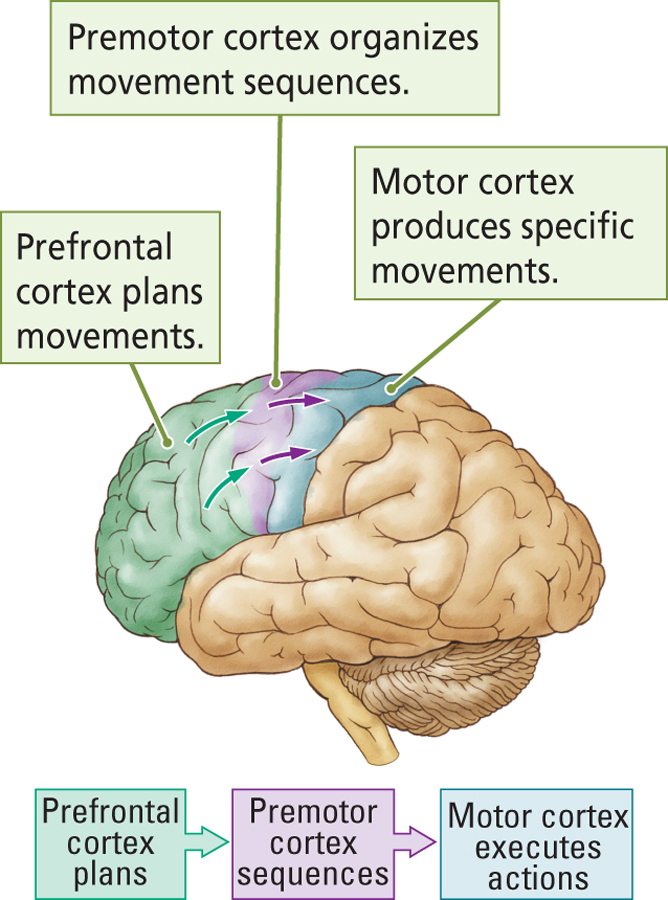 Premotor cortex organizes
movement sequences.
Motor cortex
produces specific
movements.
Prefrontal
cortex plans
movements.
Prefrontal
cortex
plans
Premotor
cortex
sequences
Motor cortex
executes
actions